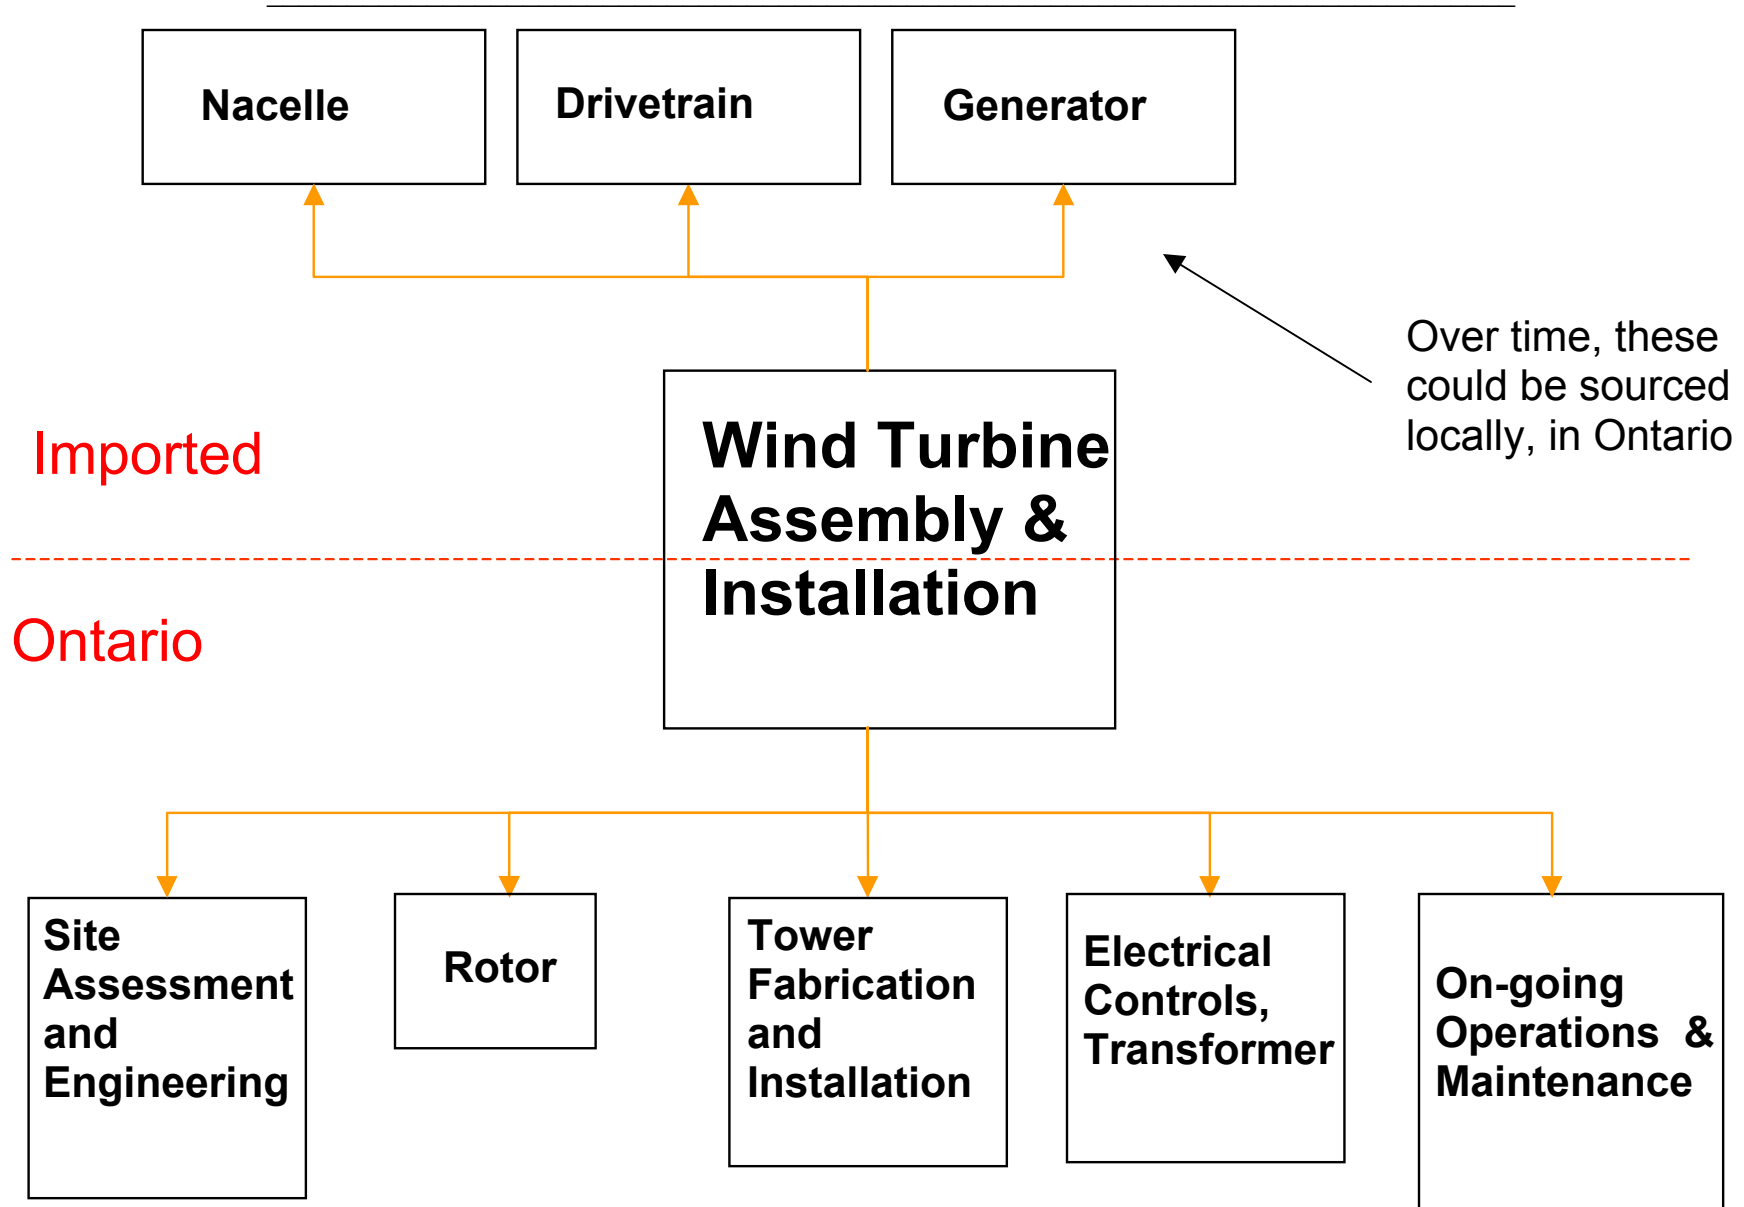 Nacelle
Drivetrain
Generator
Over time, these
could be sourced
locally, in Ontario
Imported
Wind Turbine
Assembly &
Installation
Ontario
Site
Assessment
and
Engineering
Rotor
Tower
Fabrication
and
Installation
Electrical
Controls,
Transformer
On-going
Operations &
Maintenance